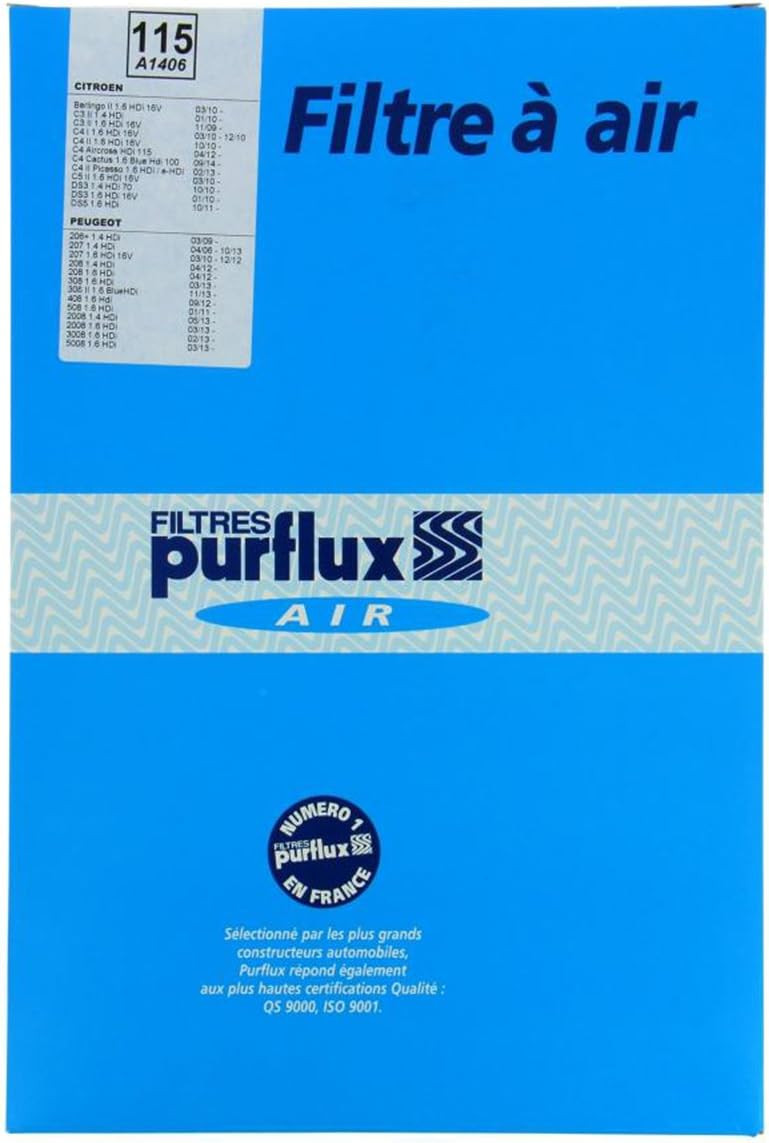 115
A1406
CITROEN
Berlingo II 1.6 HDi 16V 03/10 -
C3 II 1.4 HDi 01/10 -
C3 II 1.6 HDi 16V 11/09 -
C4 I 1.6 HDi 16V 03/10 - 12/10
C4 II 1.6 HDi 16V 10/10 -
C4 Aircross HDi 115 04/12 -
C4 Cactus 1.6 Blue Hdi 100 09/14 -
C4 II Picasso 1.6 HDI / e-HDI 02/13 -
C5 II 1.6 HDi 16V 03/10 -
DS3 1.4 HDi 70 10/10 -
DS3 1.6 HDi 16V 01/10 -
DS5 1.6 HDi 10/11 -
PEUGEOT
206+ 1.4 HDi 03/09 -
207 1.4 HDi 04/06 - 10/13
207 1.6 HDi 16V 03/10 - 12/12
208 1.4 HDi 04/12 -
208 1.6 HDi 04/12 -
308 1.6 HDi 03/13 -
308 II 1.6 BlueHDi 11/13 -
408 1.6 Hdi 09/12 -
508 1.6 HDi 01/11 -
2008 1.4 HDi 05/13 -
2008 1.6 HDi 03/13 -
3008 1.6 HDi 02/13 -
5008 1.6 HDi 03/13 -
Filtre à air
FILTRES
purflux
AIR
NUMERO 1
FILTRES
purflux
EN FRANCE
Sélectionné par les plus grands
constructeurs automobiles,
Purflux répond également
aux plus hautes certifications Qualité :
QS 9000, ISO 9001.